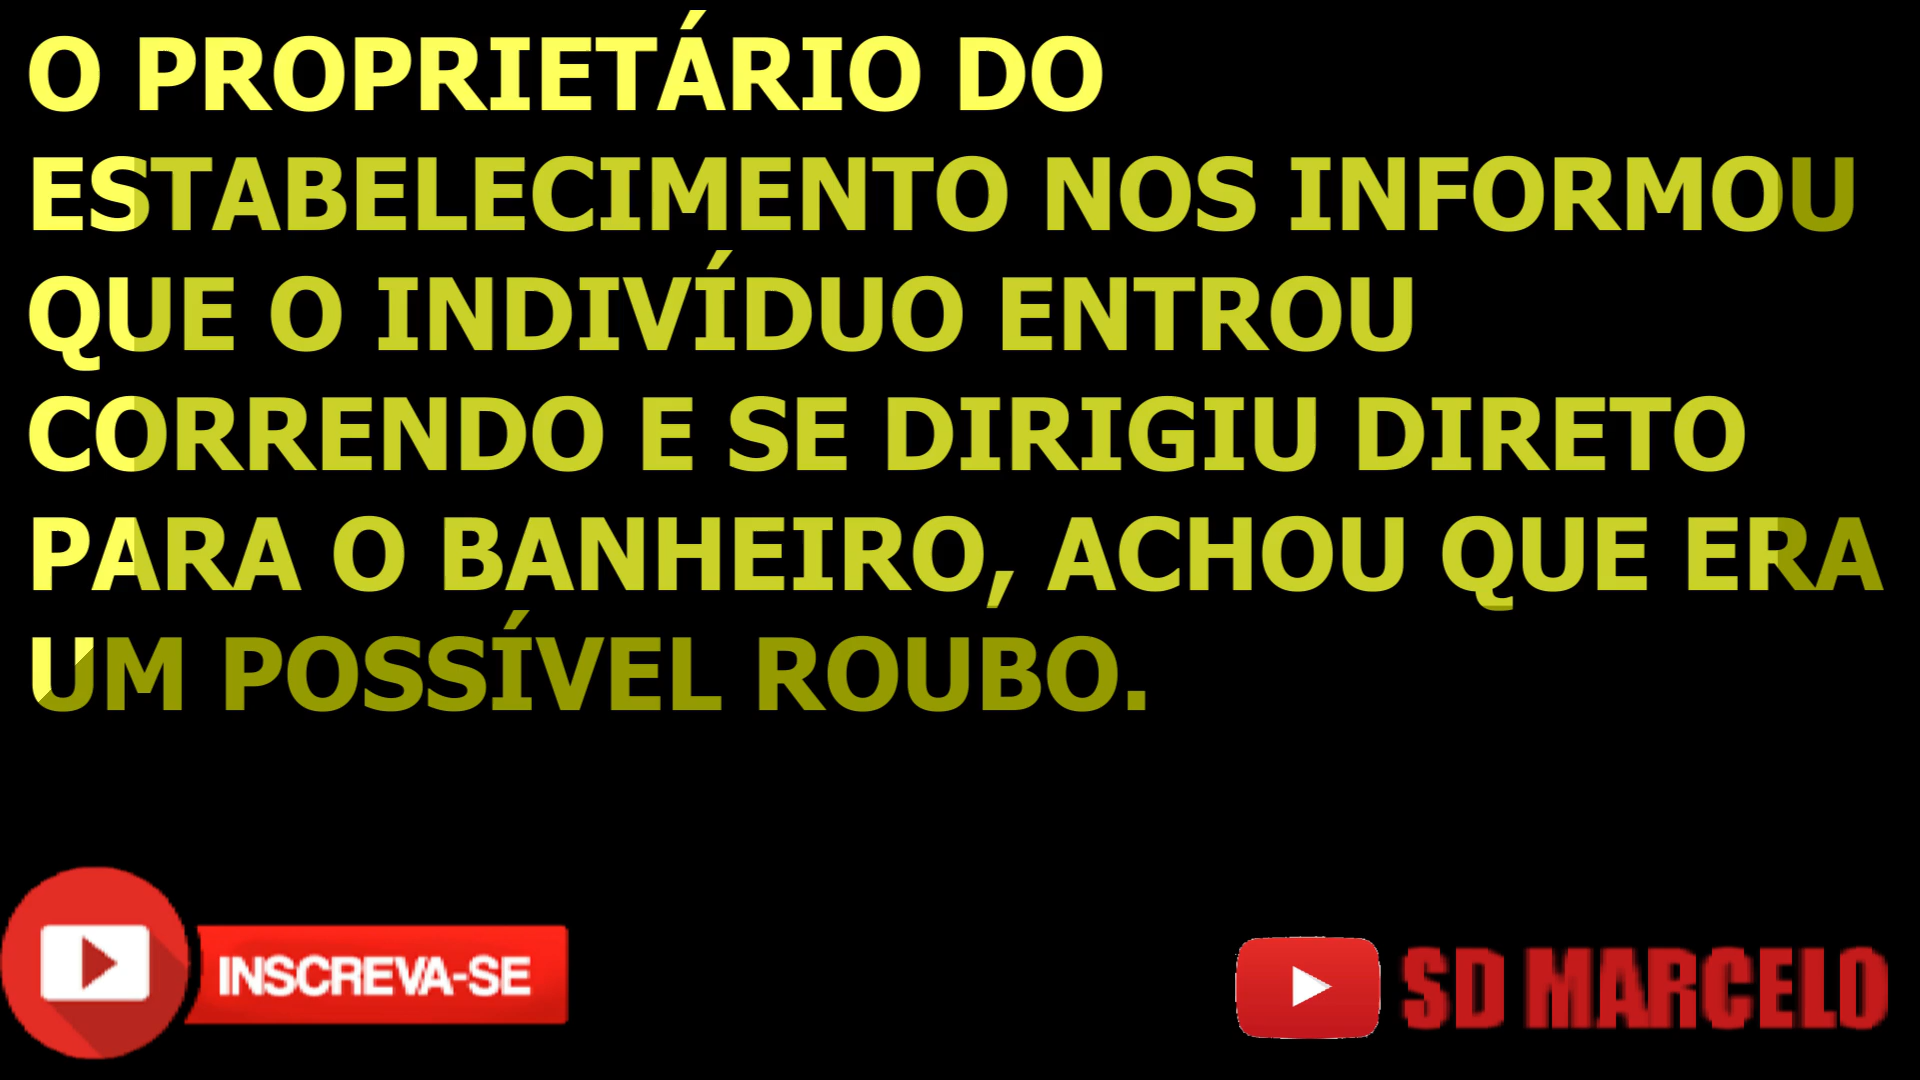 O PROPRIETÁRIO DO
ESTABELECIMENTO NOS INFORMOU
QUE O INDIVÍDUO ENTROU
CORRENDO E SE DIRIGIU DIRETO
PARA O BANHEIRO, ACHOU QUE ERA
UM POSSÍVEL ROUBO.
INSCREVA-SE
SD MARCELO